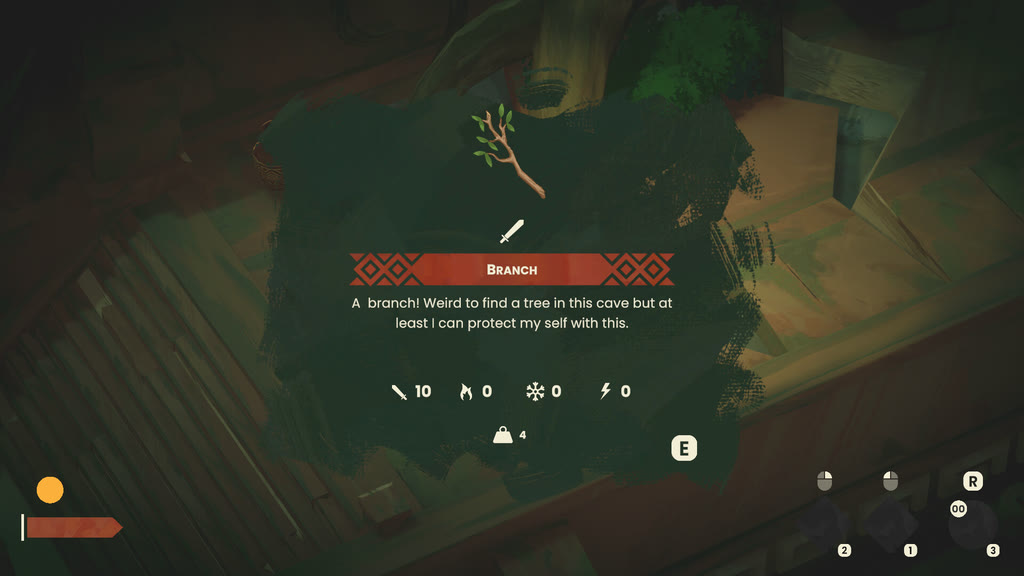 Branch
A branch! Weird to find a tree in this cave but at
least I can protect my self with this.
10 0 0 0
4
E
R
00
2 1 3